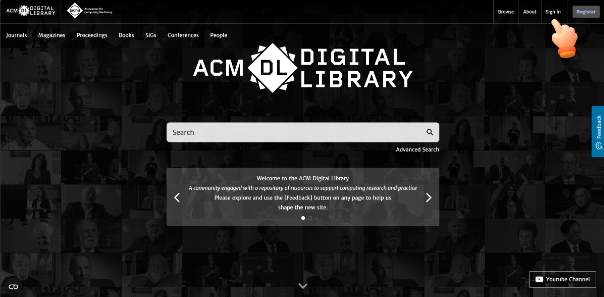 ACM DL DIGITAL LIBRARY
acm Association for Computing Machinery
Browse About Sign in Register
Journals Magazines Proceedings Books SIGs Conferences People
ACM DL DIGITAL
LIBRARY
Search
Advanced Search
Feedback
Welcome to the ACM Digital Library
A community engaged with a repository of resources to support computing research and practice
Please explore and use the [Feedback] button on any page to help us
shape the new site.
Youtube Channel